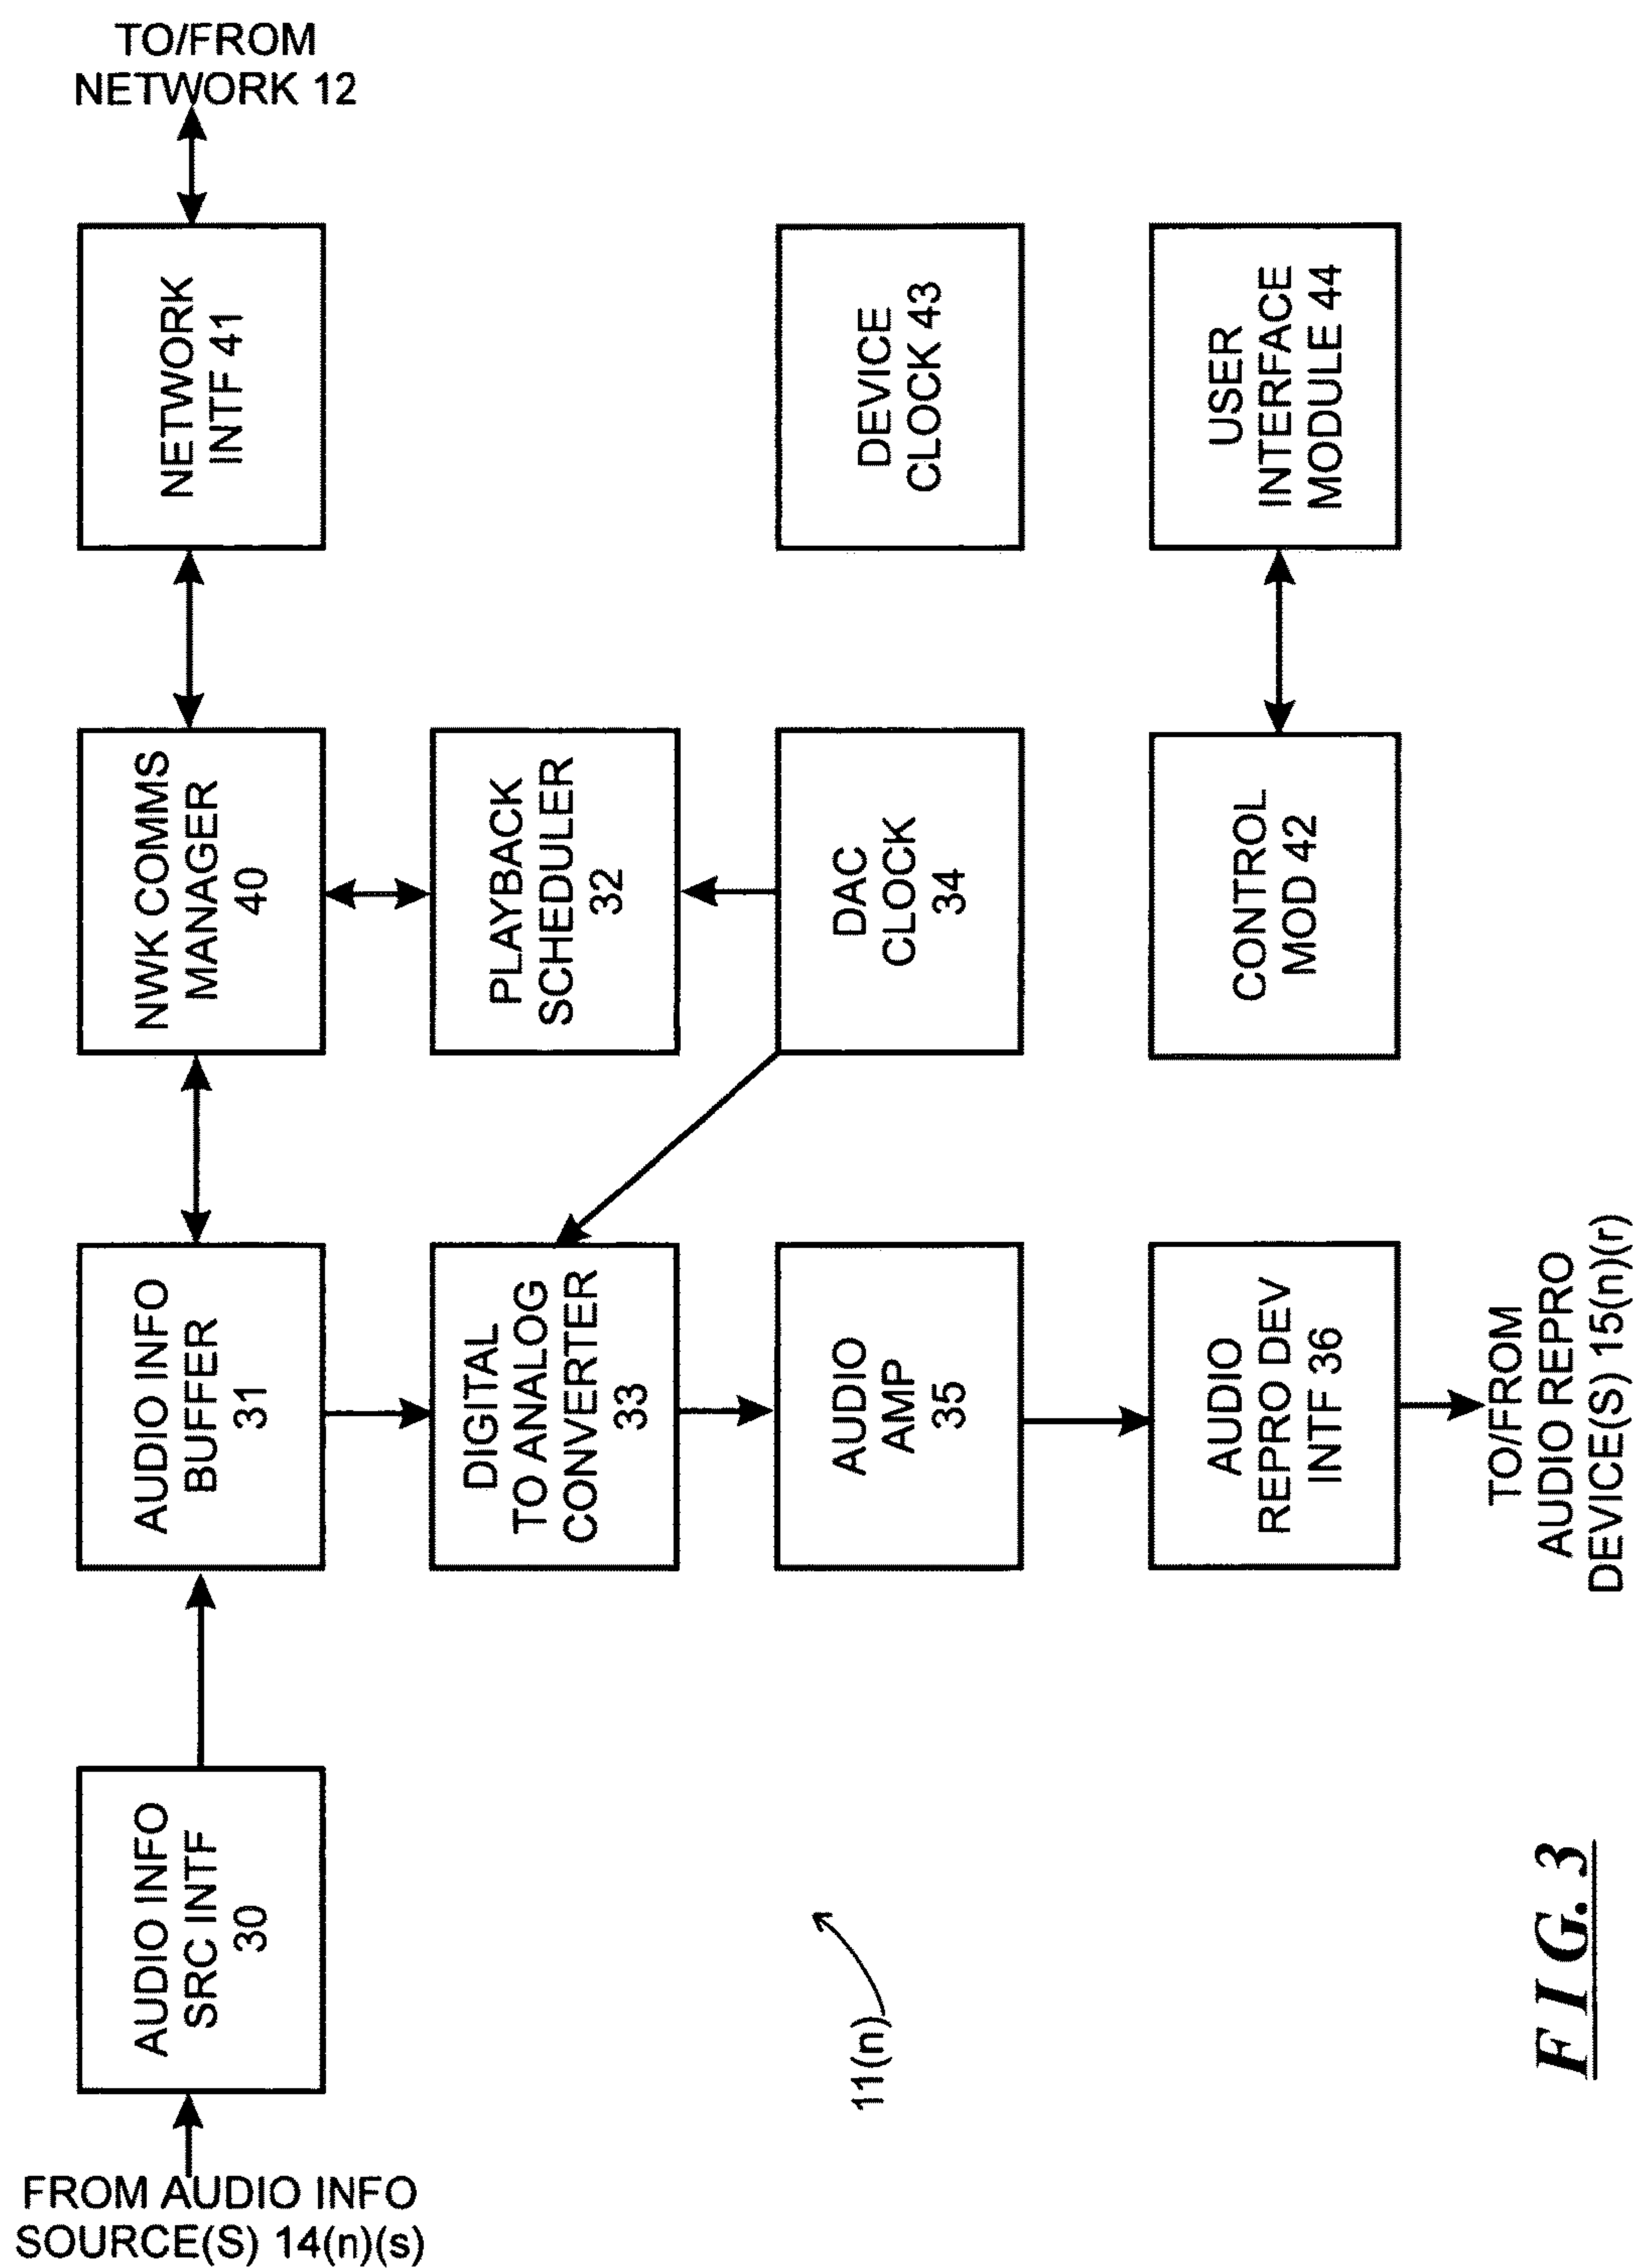 FROM AUDIO INFO
SOURCE(S) 14(n)(s)
AUDIO INFO
SRC INTF
30
AUDIO INFO
BUFFER
31
NWK COMMS
MANAGER
40
NETWORK
INTF 41
TO/FROM
NETWORK 12
DIGITAL
TO ANALOG
CONVERTER
33
PLAYBACK
SCHEDULER
32
AUDIO
AMP
35
DAC
CLOCK
34
DEVICE
CLOCK 43
11(n)
AUDIO
REPRO DEV
INTF 36
CONTROL
MOD 42
USER
INTERFACE
MODULE 44
TO/FROM
AUDIO REPRO
DEVICE(S) 15(n)(r)
FIG. 3